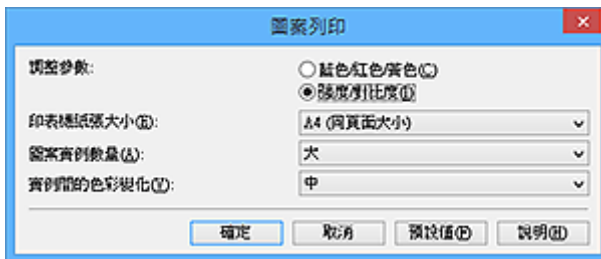 圖案列印
調整參數:
藍色/紅色/黃色(C)
強度/對比度(I)
印表機紙張大小(E):
A4 (同頁面大小)
圖案實例數量(A):
大
實例間的色彩變化(V):
中
確定
取消
預設值(F)
說明(H)